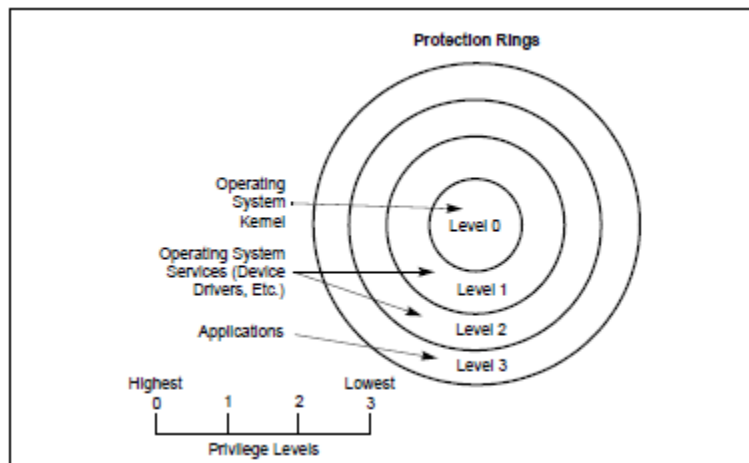 Protection Rings
Operating
System
Kernel
Level 0
Operating System
Services (Device
Drivers, Etc.)
Level 1
Level 2
Applications
Level 3
Highest
Lowest
0
1
2
3
Privilege Levels